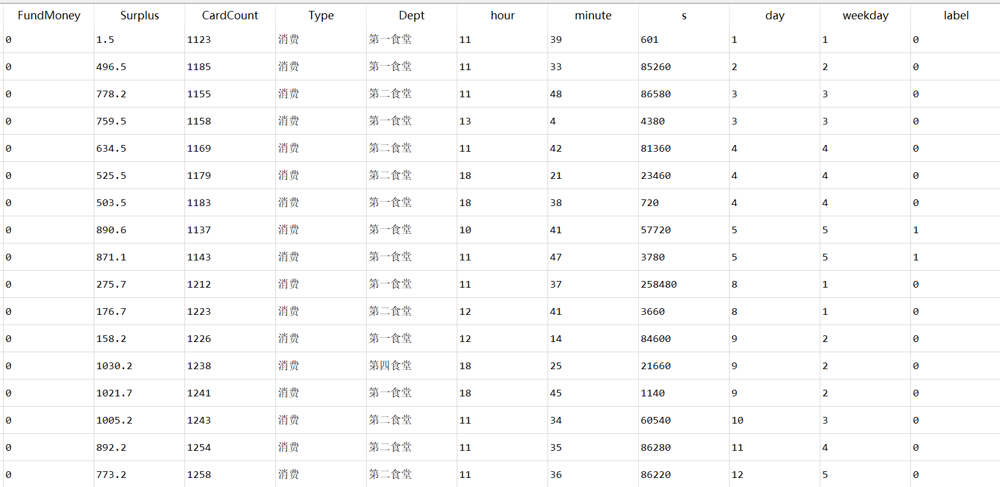 FundMoney Surplus CardCount Type Dept hour minute s day weekday label
0 1.5 1123 消费 第一食堂 11 39 601 1 1 0
0 496.5 1185 消费 第一食堂 11 33 85260 2 2 0
0 778.2 1155 消费 第二食堂 11 48 86580 3 3 0
0 759.5 1158 消费 第一食堂 13 4 4380 3 3 0
0 634.5 1169 消费 第二食堂 11 42 81360 4 4 0
0 525.5 1179 消费 第二食堂 18 21 23460 4 4 0
0 503.5 1183 消费 第一食堂 18 38 720 4 4 0
0 890.6 1137 消费 第一食堂 10 41 57720 5 5 1
0 871.1 1143 消费 第一食堂 11 47 3780 5 5 1
0 275.7 1212 消费 第一食堂 11 37 258480 8 1 0
0 176.7 1223 消费 第二食堂 12 41 3660 8 1 0
0 158.2 1226 消费 第一食堂 12 14 84600 9 2 0
0 1030.2 1238 消费 第四食堂 18 25 21660 9 2 0
0 1021.7 1241 消费 第一食堂 18 45 1140 9 2 0
0 1005.2 1243 消费 第二食堂 11 34 60540 10 3 0
0 892.2 1254 消费 第二食堂 11 35 86280 11 4 0
0 773.2 1258 消费 第二食堂 11 36 86220 12 5 0